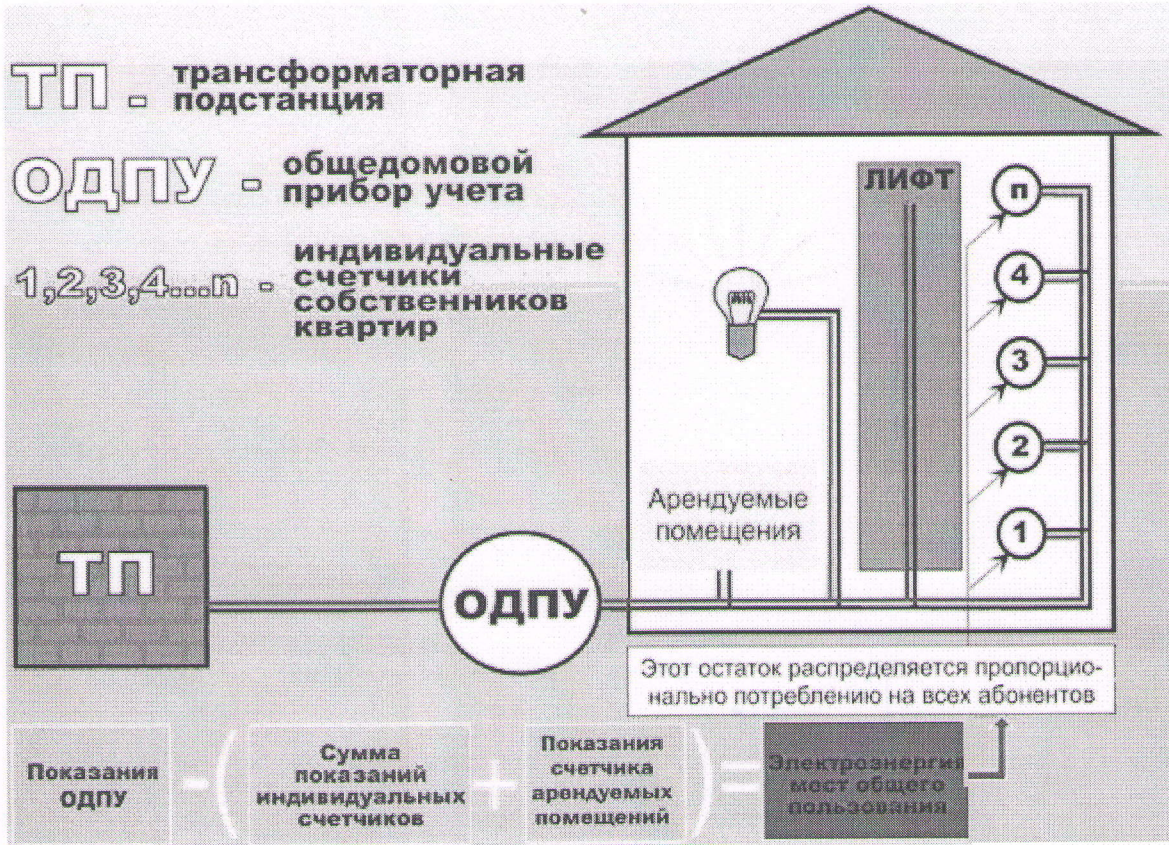 ТП - трансформаторная
подстанция
ОДПУ - общедомовой
прибор учета
1,2,3,4...n - индивидуальные
счетчики
собственников
квартир
ЛИФТ
п
4
3
2
1
Арендуемые
помещения
ТП
ОДПУ
Этот остаток распределяется пропорцио-
нально потреблению на всех абонентов
Показания
ОДПУ
-
(
Сумма
показаний
индивидуальных
счетчиков
+
Показания
счетчика
арендуемых
помещений
)
=
Электроэнергия
мест общего
пользования